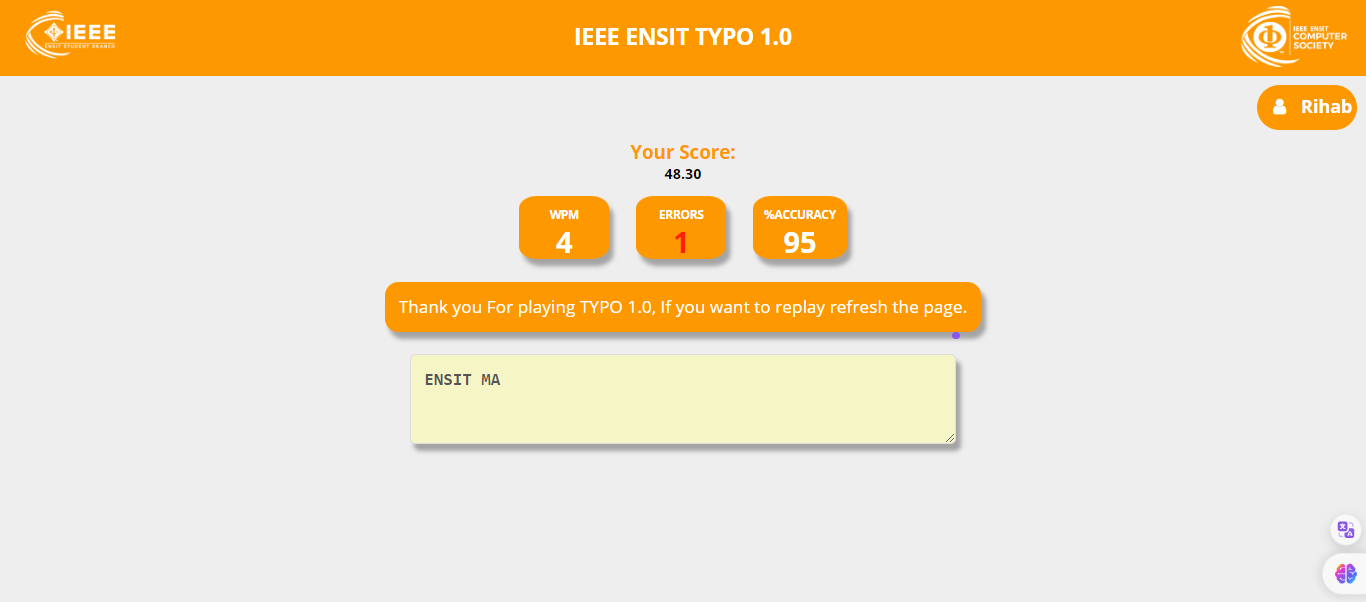 IEEE
ENSIT STUDENT BRANCH
IEEE ENSIT TYPO 1.0
IEEE ENSIT
COMPUTER
SOCIETY
Rihab
Your Score:
48.30
WPM
4
ERRORS
1
%ACCURACY
95
Thank you For playing TYPO 1.0, If you want to replay refresh the page.
ENSIT MA